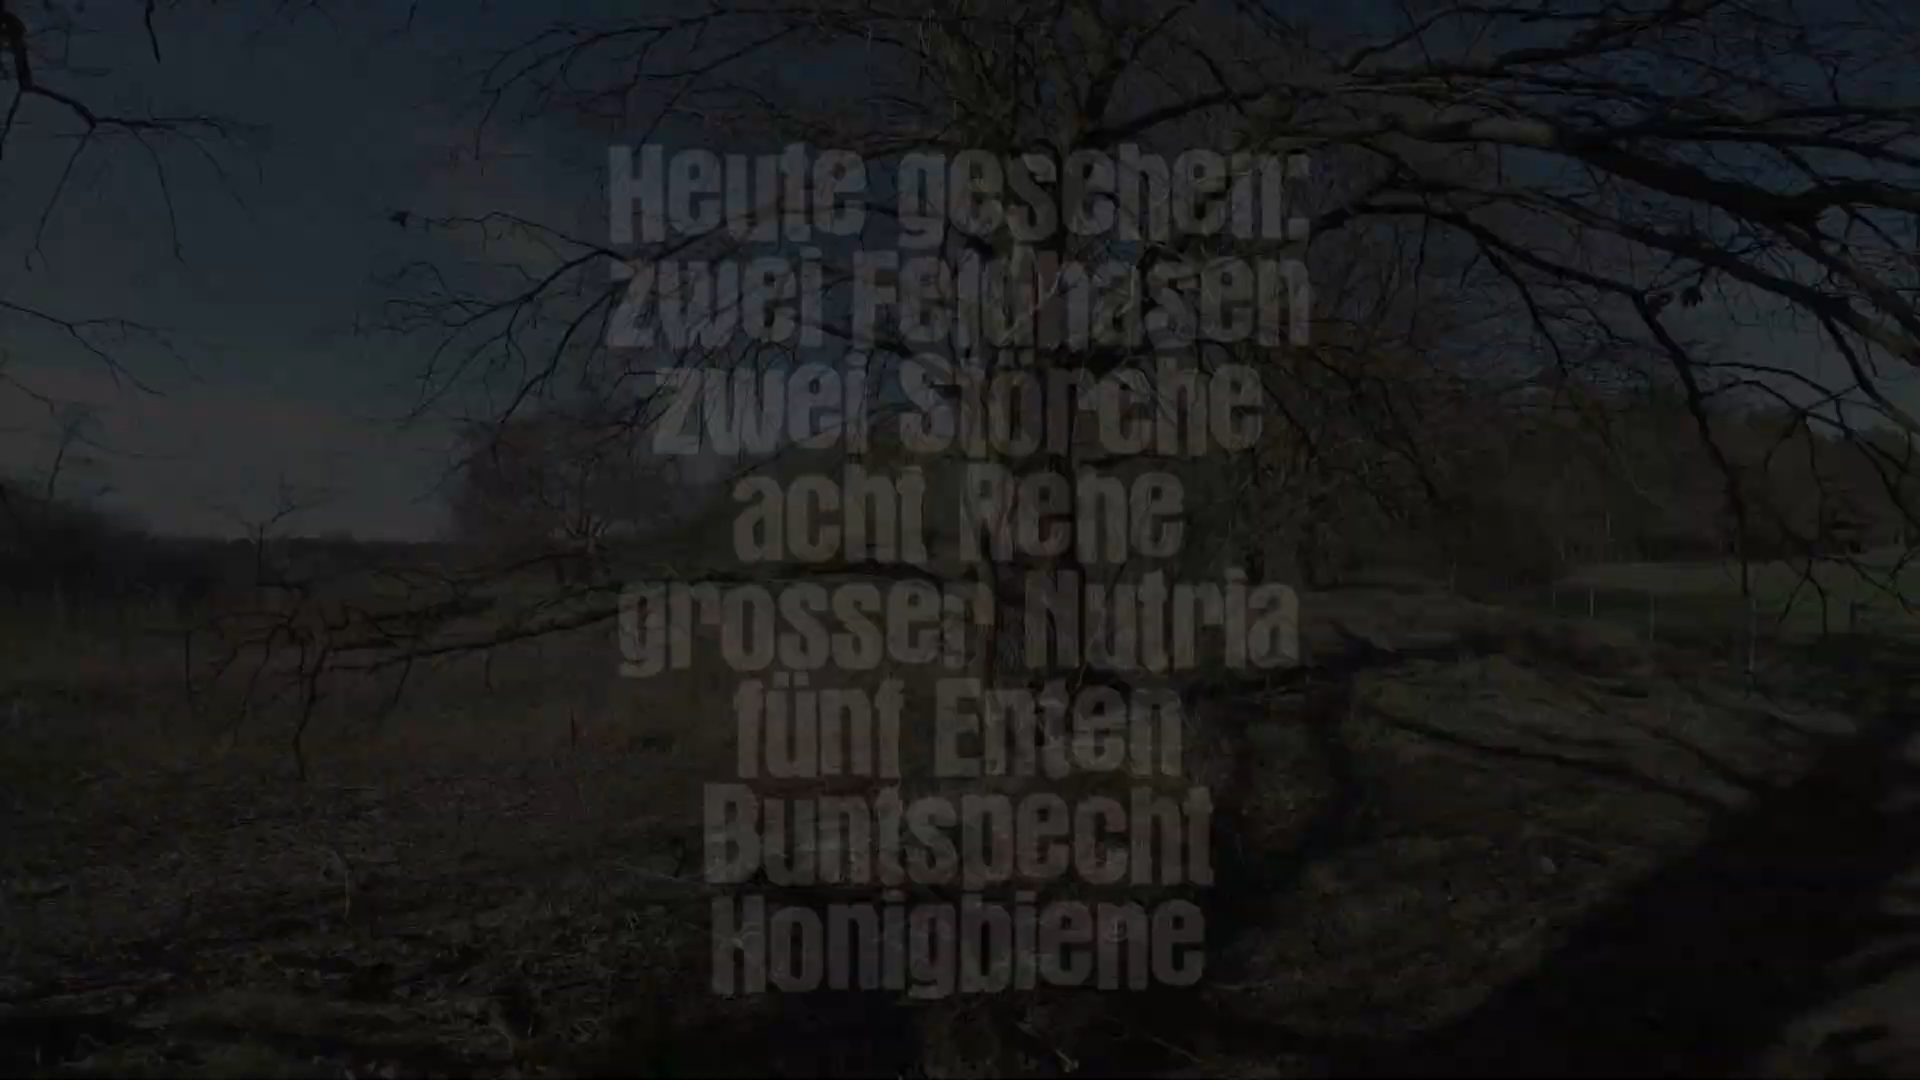 Heute gesehen:
zwei Feldhasen
zwei Störche
acht Rehe
grosser Nutria
fünf Enten
Buntspecht
Honigbiene